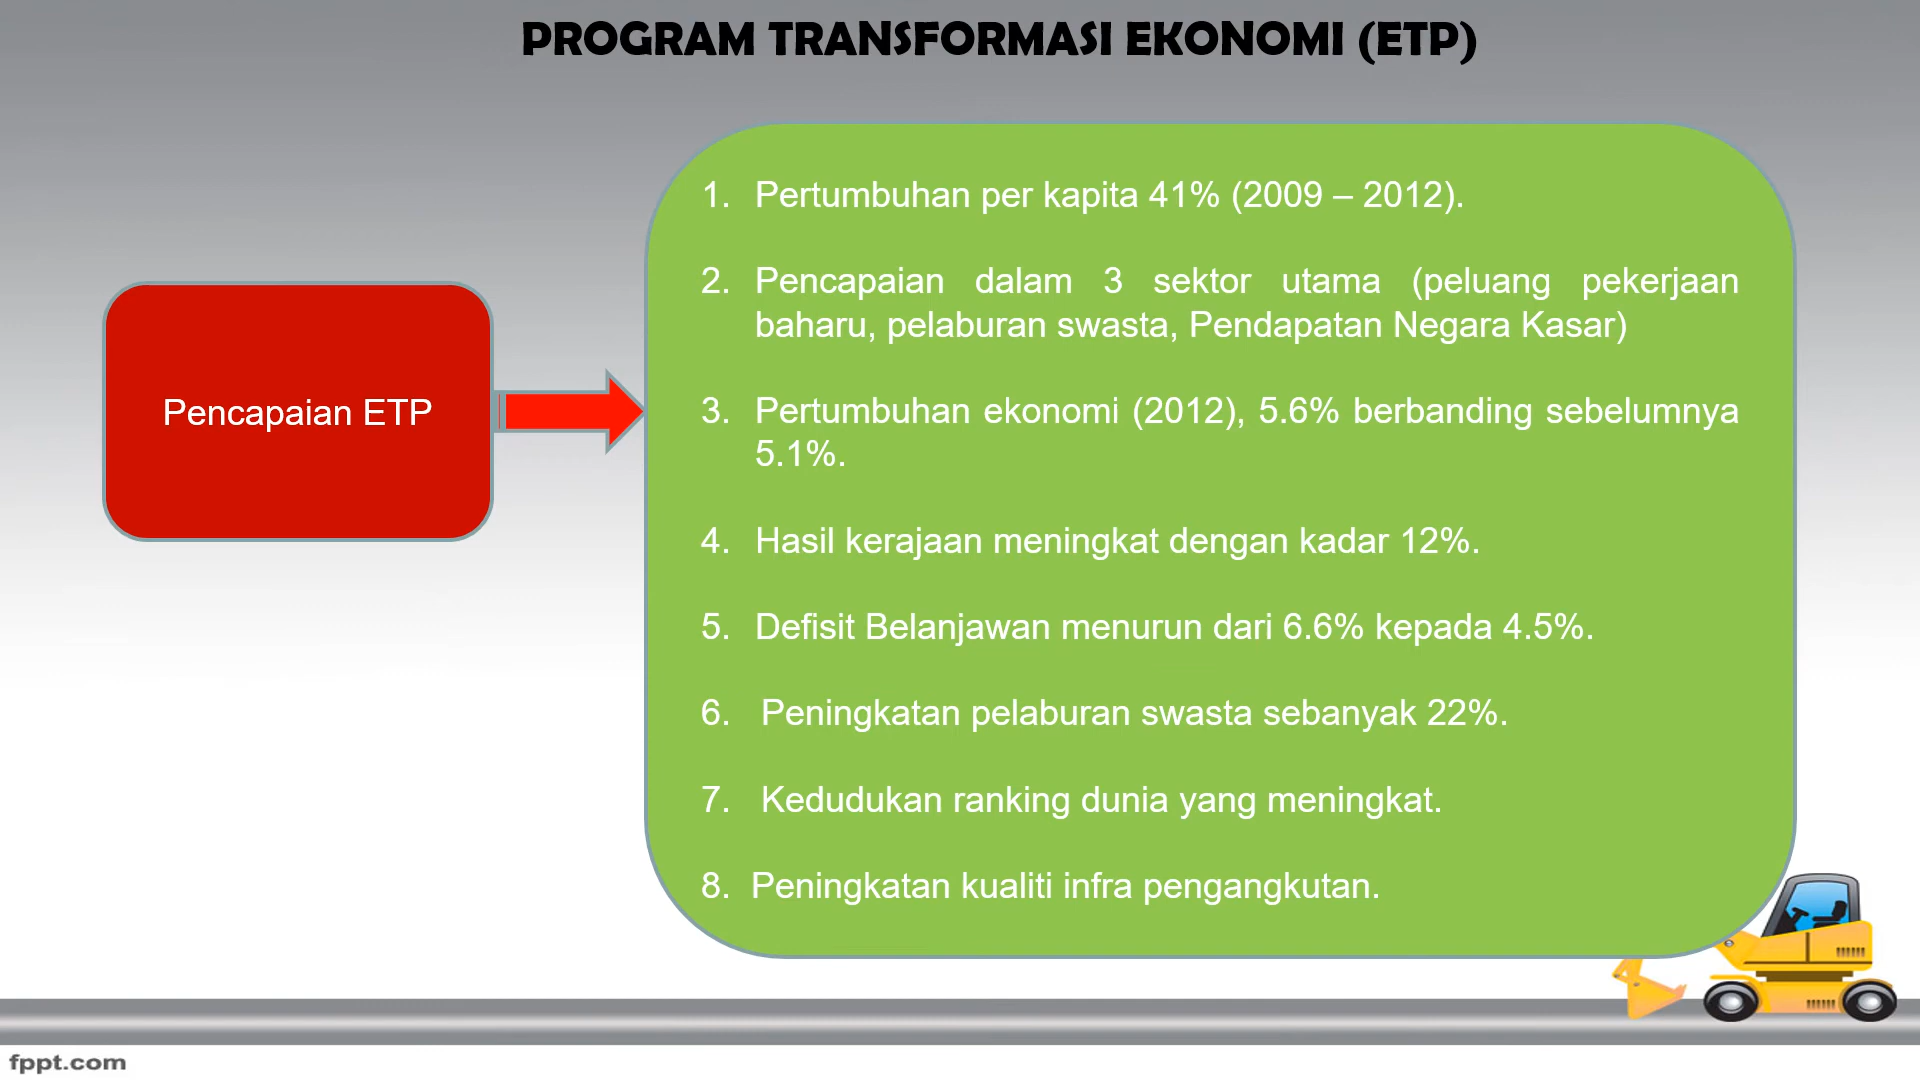 PROGRAM TRANSFORMASI EKONOMI (ETP)
Pencapaian ETP
1. Pertumbuhan per kapita 41% (2009 – 2012).
2. Pencapaian dalam 3 sektor utama (peluang pekerjaan
baharu, pelaburan swasta, Pendapatan Negara Kasar)
3. Pertumbuhan ekonomi (2012), 5.6% berbanding sebelumnya
5.1%.
4. Hasil kerajaan meningkat dengan kadar 12%.
5. Defisit Belanjawan menurun dari 6.6% kepada 4.5%.
6. Peningkatan pelaburan swasta sebanyak 22%.
7. Kedudukan ranking dunia yang meningkat.
8. Peningkatan kualiti infra pengangkutan.
fppt.com